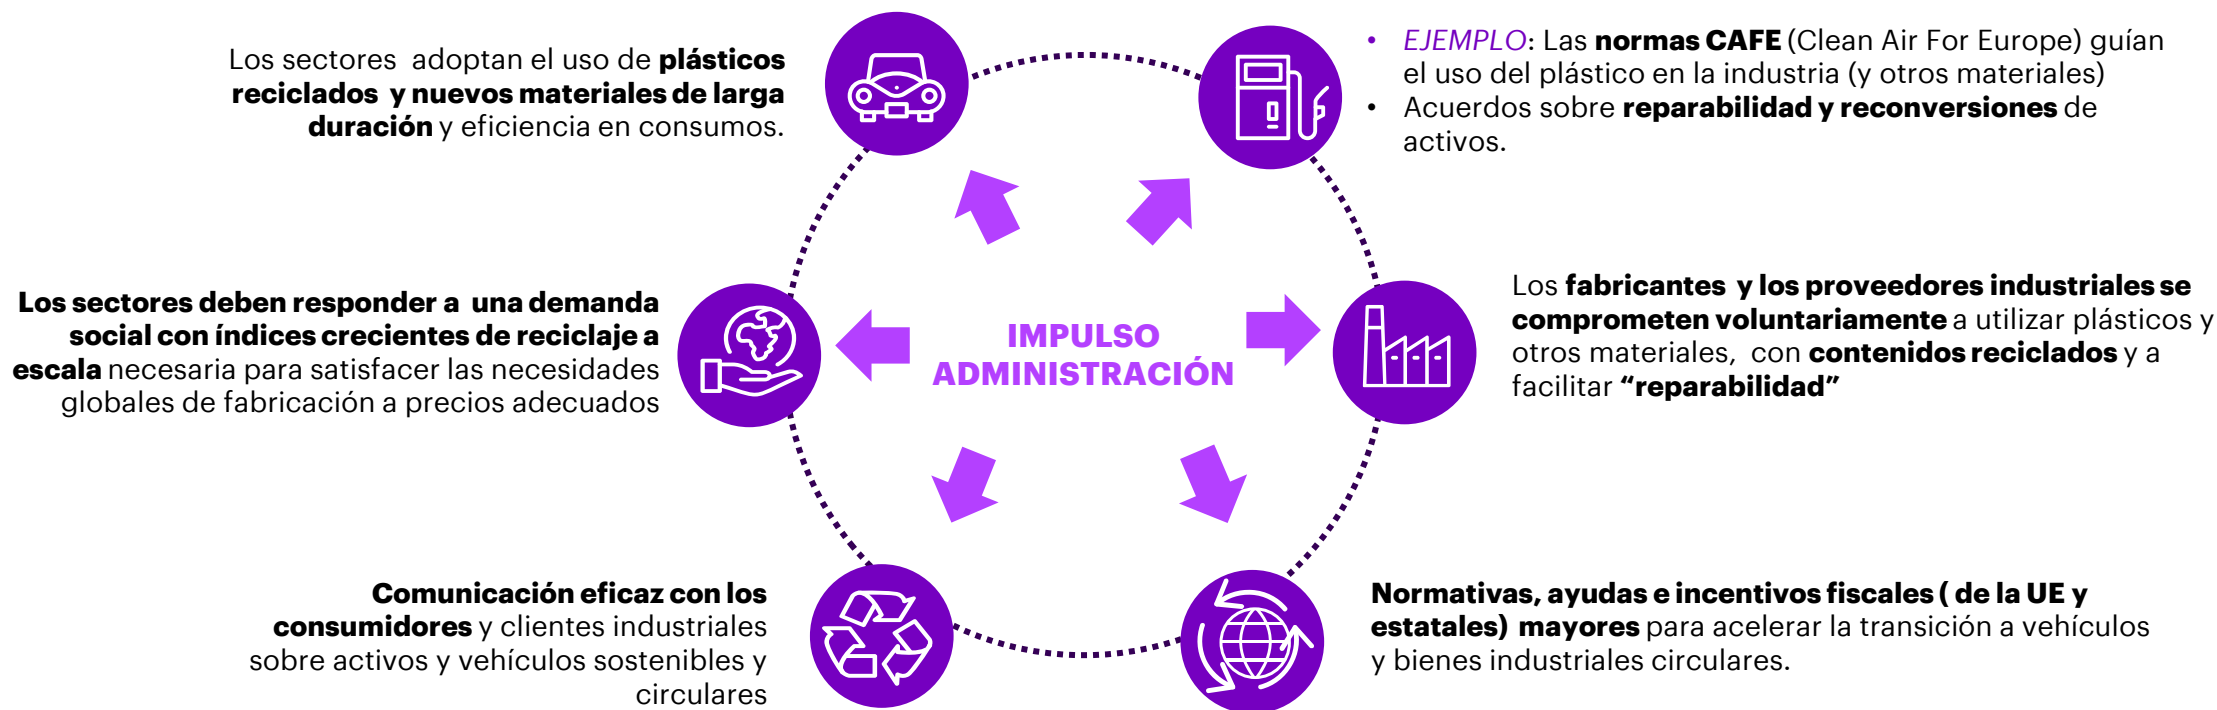 Los sectores adoptan el uso de plásticos
reciclados y nuevos materiales de larga
duración y eficiencia en consumos.
• EJEMPLO: Las normas CAFE (Clean Air For Europe) guían
el uso del plástico en la industria (y otros materiales)
• Acuerdos sobre reparabilidad y reconversiones de
activos.
Los sectores deben responder a una demanda
social con índices crecientes de reciclaje a
escala necesaria para satisfacer las necesidades
globales de fabricación a precios adecuados
IMPULSO
ADMINISTRACIÓN
Los fabricantes y los proveedores industriales se
comprometen voluntariamente a utilizar plásticos y
otros materiales, con contenidos reciclados y a
facilitar “reparabilidad”
Comunicación eficaz con los
consumidores y clientes industriales
sobre activos y vehículos sostenibles y
circulares
Normativas, ayudas e incentivos fiscales ( de la UE y
estatales) mayores para acelerar la transición a vehículos
y bienes industriales circulares.